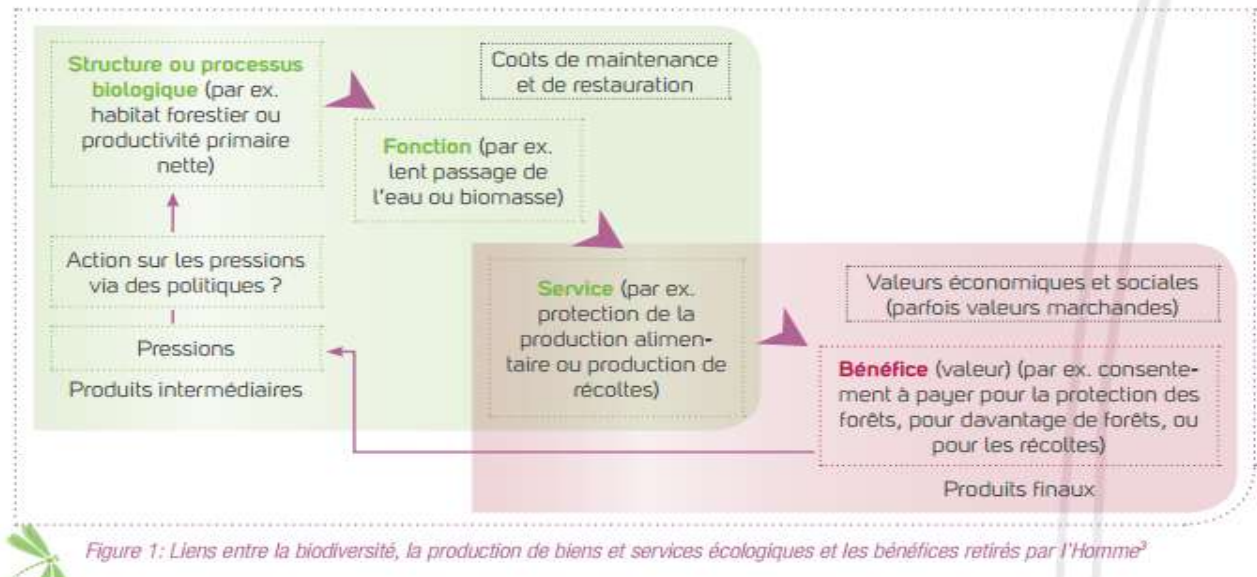 Structure ou processus
biologique (par ex.
habitat forestier ou
productivité primaire
nette)
Coûts de maintenance
et de restauration
Fonction (par ex.
lent passage de
l'eau ou biomasse)
Action sur les pressions
via des politiques ?
Pressions
Produits intermédiaires
Service (par ex.
protection de la
production alimen-
taire ou production de
récoltes)
Valeurs économiques et sociales
(parfois valeurs marchandes)
Bénéfice (valeur) (par ex. consente-
ment à payer pour la protection des
forêts, pour davantage de forêts, ou
pour les récoltes)
Produits finaux
Figure 1: Liens entre la biodiversité, la production de biens et services écologiques et les bénéfices retirés par l'Homme³